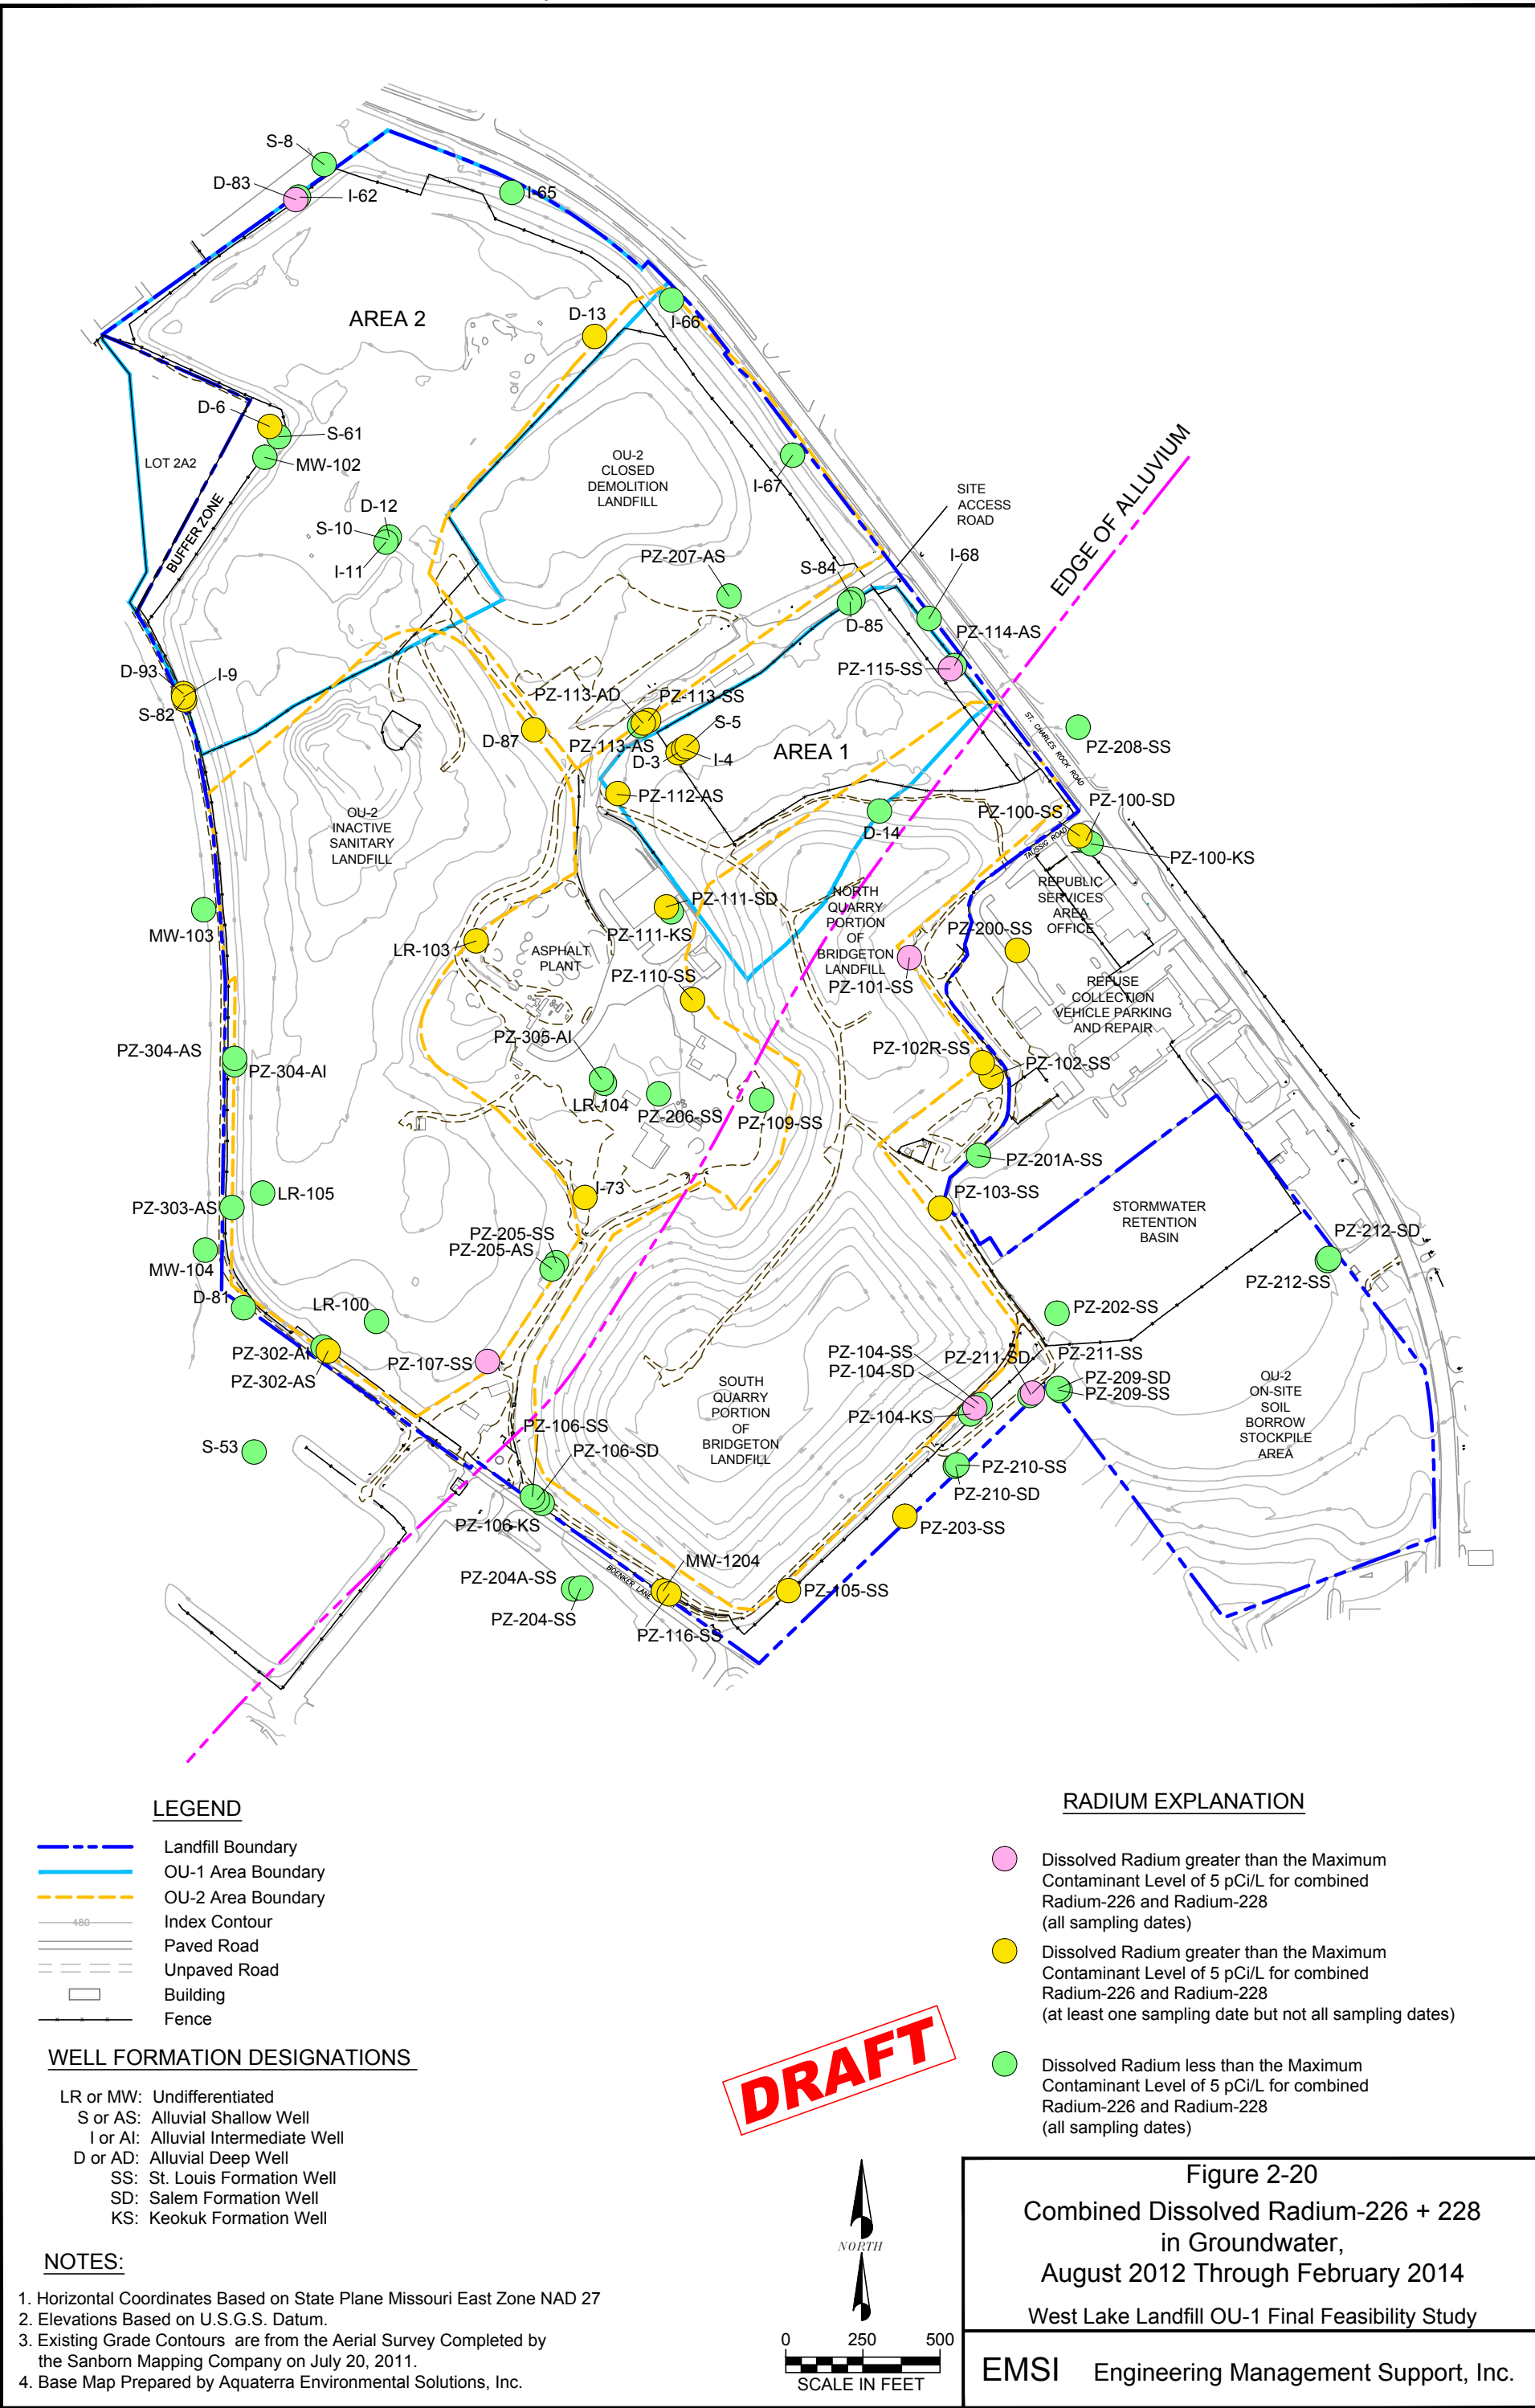 S-8
D-83
I-62
I-65
AREA 2
D-13
I-66
D-6
S-61
LOT 2A2
MW-102
BUFFER ZONE
D-12
S-10
I-11
OU-2
CLOSED
DEMOLITION
LANDFILL
I-67
SITE
ACCESS
ROAD
EDGE OF ALLUVIUM
PZ-207-AS
S-84
I-68
D-85
PZ-114-AS
PZ-115-SS
D-93
I-9
S-82
PZ-113-AD
PZ-113-SS
S-5
D-87
PZ-113-AS
D-3
I-4
AREA 1
ST. CHARLES ROCK ROAD
PZ-208-SS
PZ-112-AS
PZ-100-SD
PZ-100-SS
D-14
TAUSSIG ROAD
PZ-100-KS
OU-2
INACTIVE
SANITARY
LANDFILL
REPUBLIC
SERVICES
AREA
OFFICE
NORTH
QUARRY
PORTION
OF
BRIDGETON
LANDFILL
PZ-111-SD
MW-103
PZ-111-KS
PZ-200-SS
LR-103
ASPHALT
PLANT
PZ-110-SS
PZ-101-SS
REFUSE
COLLECTION
VEHICLE PARKING
AND REPAIR
PZ-305-AI
PZ-304-AS
PZ-304-AI
PZ-102R-SS
PZ-102-SS
LR-104
PZ-206-SS
PZ-109-SS
PZ-201A-SS
LR-105
I-73
PZ-103-SS
PZ-303-AS
STORMWATER
RETENTION
BASIN
PZ-205-SS
PZ-205-AS
PZ-212-SD
MW-104
PZ-212-SS
D-81
LR-100
PZ-202-SS
PZ-302-AI
PZ-302-AS
PZ-107-SS
PZ-104-SS
PZ-211-SD
PZ-211-SS
PZ-104-SD
PZ-209-SD
PZ-209-SS
PZ-104-KS
SOUTH
QUARRY
PORTION
OF
BRIDGETON
LANDFILL
OU-2
ON-SITE
SOIL
BORROW
STOCKPILE
AREA
PZ-106-SS
PZ-106-SD
S-53
PZ-210-SS
PZ-210-SD
PZ-106-KS
PZ-203-SS
MW-1204
PZ-204A-SS
BOENKER LANE
PZ-105-SS
PZ-204-SS
PZ-116-SS
LEGEND
Landfill Boundary
OU-1 Area Boundary
OU-2 Area Boundary
480 Index Contour
Paved Road
Unpaved Road
Building
Fence
WELL FORMATION DESIGNATIONS
LR or MW: Undifferentiated
S or AS: Alluvial Shallow Well
I or AI: Alluvial Intermediate Well
D or AD: Alluvial Deep Well
SS: St. Louis Formation Well
SD: Salem Formation Well
KS: Keokuk Formation Well
NOTES:
1. Horizontal Coordinates Based on State Plane Missouri East Zone NAD 27
2. Elevations Based on U.S.G.S. Datum.
3. Existing Grade Contours are from the Aerial Survey Completed by
the Sanborn Mapping Company on July 20, 2011.
4. Base Map Prepared by Aquaterra Environmental Solutions, Inc.
RADIUM EXPLANATION
Dissolved Radium greater than the Maximum
Contaminant Level of 5 pCi/L for combined
Radium-226 and Radium-228
(all sampling dates)
Dissolved Radium greater than the Maximum
Contaminant Level of 5 pCi/L for combined
Radium-226 and Radium-228
(at least one sampling date but not all sampling dates)
Dissolved Radium less than the Maximum
Contaminant Level of 5 pCi/L for combined
Radium-226 and Radium-228
(all sampling dates)
DRAFT
NORTH
0 250 500
SCALE IN FEET
Figure 2-20
Combined Dissolved Radium-226 + 228
in Groundwater,
August 2012 Through February 2014
West Lake Landfill OU-1 Final Feasibility Study
EMSI Engineering Management Support, Inc.